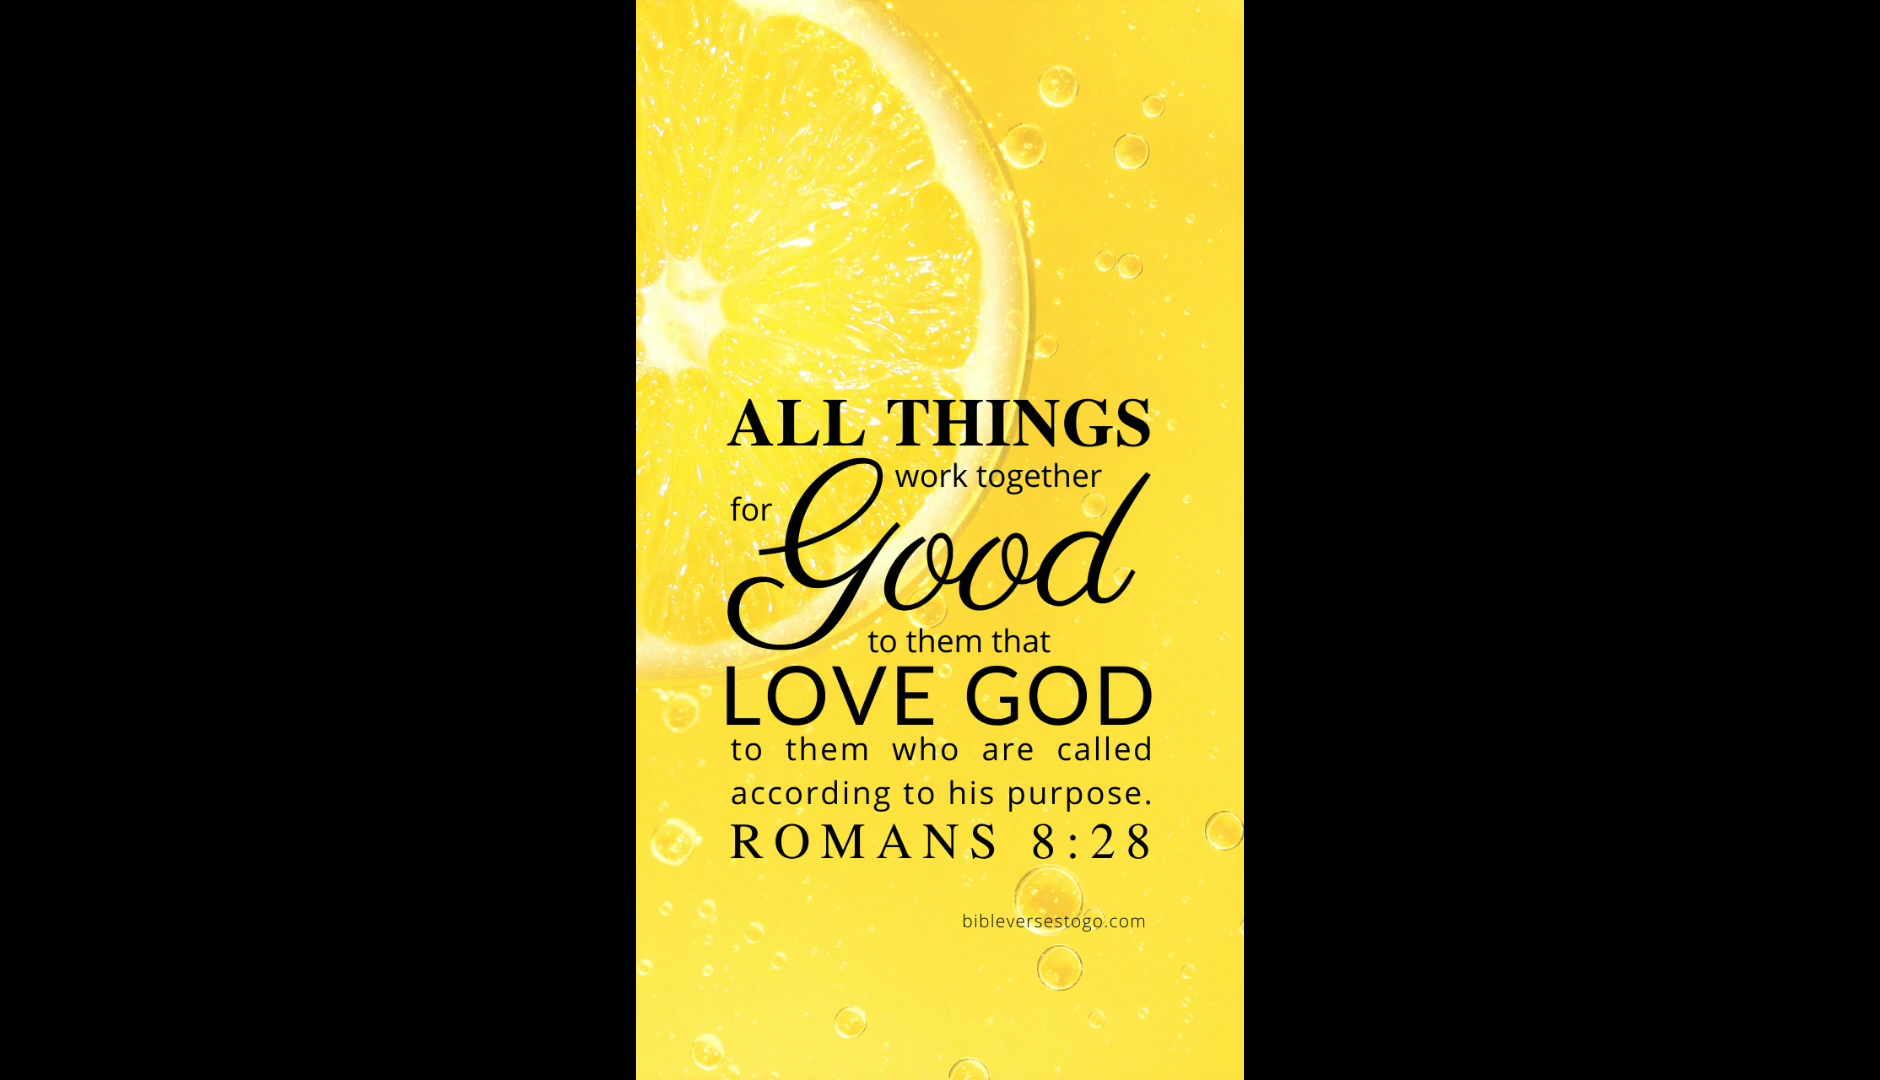 ALL THINGS
work together
for
Good
to them that
LOVE GOD
to them who are called
according to his purpose.
ROMANS 8:28
bibleversestogo.com